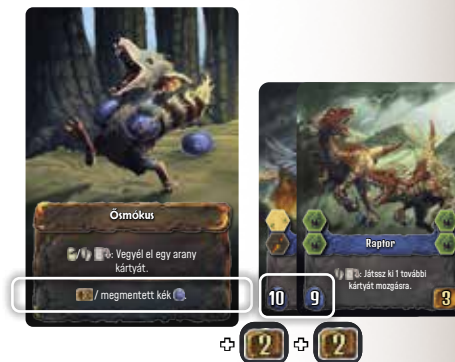 Ősmókus
: Vegyél el egy arany
kártyát.
/ megmentett kék
Raptor
: Játssz ki 1 további
kártyát mozgásra.
10 9 3
+ 2 + 2